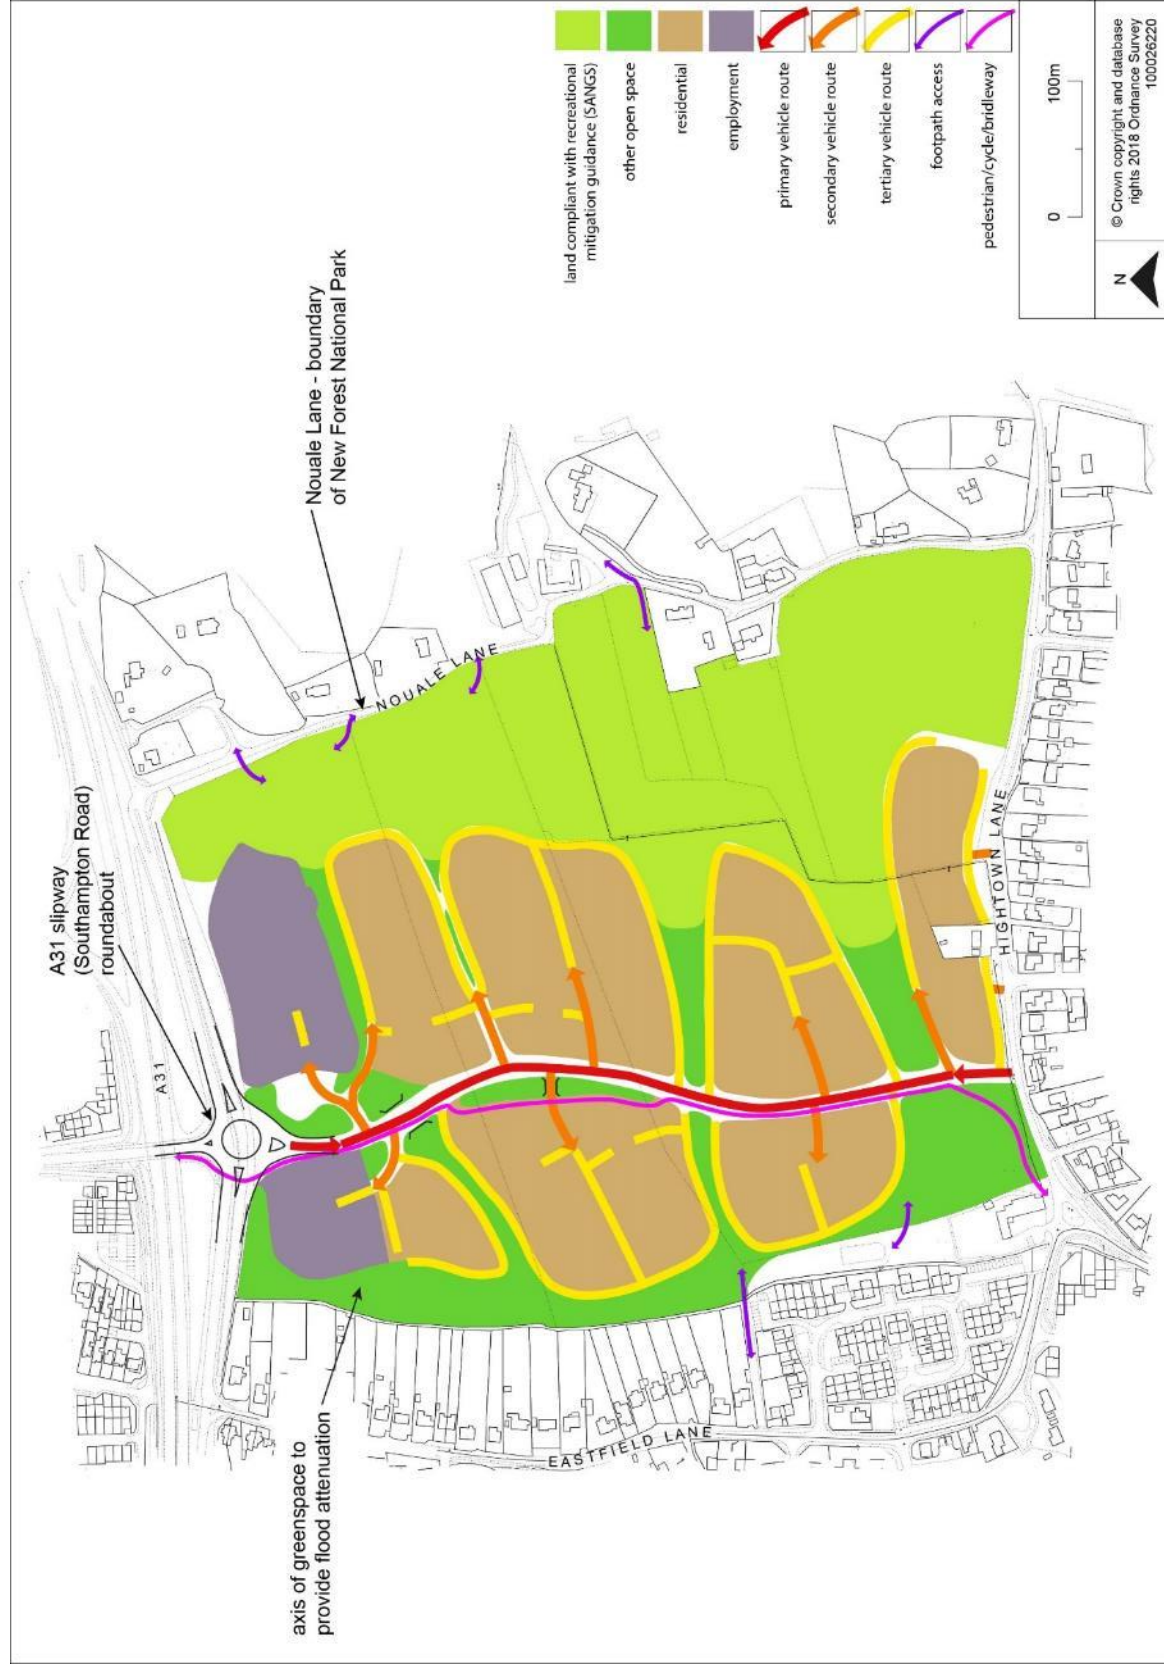 A31 slipway
(Southampton Road)
roundabout
Nouale Lane - boundary
of New Forest National Park
axis of greenspace to
provide flood attenuation
A31
NOUALE LANE
HIGHTOWN LANE
EASTFIELD LANE
land compliant with recreational
mitigation guidance (SANGS)
other open space
residential
employment
primary vehicle route
secondary vehicle route
tertiary vehicle route
footpath access
pedestrian/cycle/bridleway
0
100m
N
© Crown copyright and database
rights 2018 Ordnance Survey
100026220